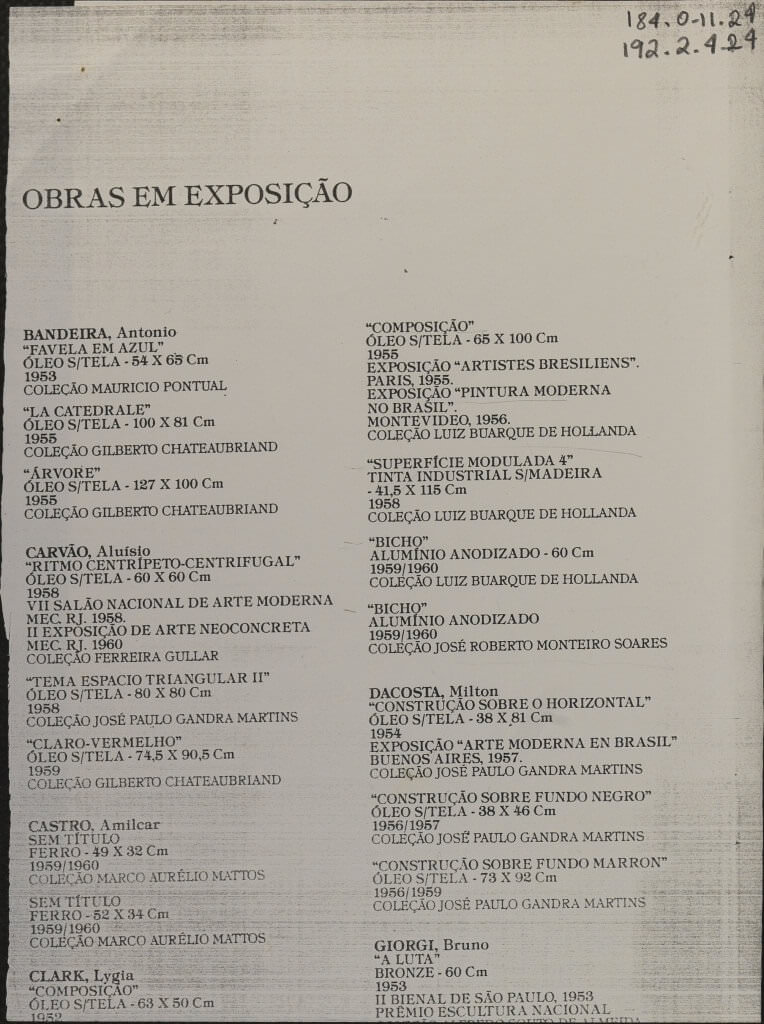 184.0-11.24
192.2.4.24
OBRAS EM EXPOSIÇÃO
BANDEIRA, Antonio
“FAVELA EM AZUL”
ÓLEO S/TELA - 54 X 65 Cm
1953
COLEÇÃO MAURICIO PONTUAL
“LA CATEDRALE”
ÓLEO S/TELA - 100 X 81 Cm
1955
COLEÇÃO GILBERTO CHATEAUBRIAND
“ÁRVORE”
ÓLEO S/TELA - 127 X 100 Cm
1955
COLEÇÃO GILBERTO CHATEAUBRIAND
CARVÃO, Aluísio
“RITMO CENTRÍPETO-CENTRIFUGAL”
ÓLEO S/TELA - 60 X 60 Cm
1958
VII SALÃO NACIONAL DE ARTE MODERNA
MEC. RJ. 1958.
II EXPOSIÇÃO DE ARTE NEOCONCRETA
MEC. RJ. 1960
COLEÇÃO FERREIRA GULLAR
“TEMA ESPACIO TRIANGULAR II”
ÓLEO S/TELA - 80 X 80 Cm
1958
COLEÇÃO JOSÉ PAULO GANDRA MARTINS
“CLARO-VERMELHO”
ÓLEO S/TELA - 74,5 X 90,5 Cm
1959
COLEÇÃO GILBERTO CHATEAUBRIAND
CASTRO, Amilcar
SEM TÍTULO
FERRO - 49 X 32 Cm
1959/1960
COLEÇÃO MARCO AURÉLIO MATTOS
SEM TÍTULO
FERRO - 52 X 34 Cm
1959/1960
COLEÇÃO MARCO AURÉLIO MATTOS
CLARK, Lygia
“COMPOSIÇÃO”
ÓLEO S/TELA - 63 X 50 Cm
1952
“COMPOSIÇÃO”
ÓLEO S/TELA - 65 X 100 Cm
1955
EXPOSIÇÃO “ARTISTES BRESILIENS”.
PARIS, 1955.
EXPOSIÇÃO “PINTURA MODERNA
NO BRASIL”.
MONTEVIDEO, 1956.
COLEÇÃO LUIZ BUARQUE DE HOLLANDA
“SUPERFÍCIE MODULADA 4”
TINTA INDUSTRIAL S/MADEIRA
- 41,5 X 115 Cm
1958
COLEÇÃO LUIZ BUARQUE DE HOLLANDA
“BICHO”
ALUMÍNIO ANODIZADO - 60 Cm
1959/1960
COLEÇÃO LUIZ BUARQUE DE HOLLANDA
“BICHO”
ALUMÍNIO ANODIZADO
1959/1960
COLEÇÃO JOSÉ ROBERTO MONTEIRO SOARES
DACOSTA, Milton
“CONSTRUÇÃO SOBRE O HORIZONTAL”
ÓLEO S/TELA - 38 X 81 Cm
1954
EXPOSIÇÃO “ARTE MODERNA EN BRASIL”
BUENOS AIRES, 1957.
COLEÇÃO JOSÉ PAULO GANDRA MARTINS
“CONSTRUÇÃO SOBRE FUNDO NEGRO”
ÓLEO S/TELA - 38 X 46 Cm
1956/1957
COLEÇÃO JOSÉ PAULO GANDRA MARTINS
“CONSTRUÇÃO SOBRE FUNDO MARRON”
ÓLEO S/TELA - 73 X 92 Cm
1956/1959
COLEÇÃO JOSÉ PAULO GANDRA MARTINS
GIORGI, Bruno
“A LUTA”
BRONZE - 60 Cm
1953
II BIENAL DE SÃO PAULO, 1953
PRÊMIO ESCULTURA NACIONAL
COLEÇÃO ALFREDO SOUTO DE ALMEIDA